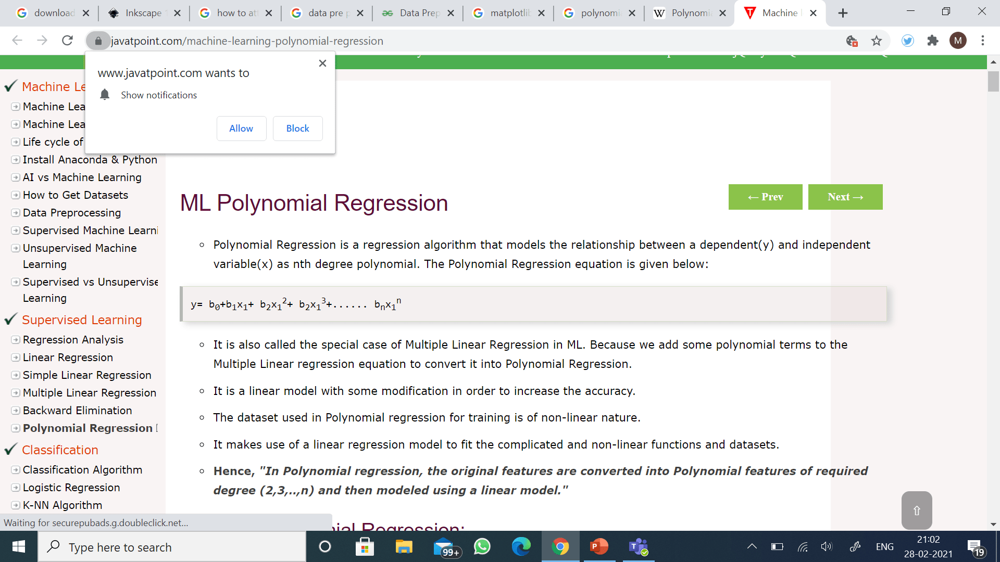 download
Inkscape 1
how to att
data pre p
Data Prep
matplotlib
polynomia
Polynomia
Machine l
javatpoint.com/machine-learning-polynomial-regression
M
www.javatpoint.com wants to
Show notifications
Allow
Block
Machine Le
Machine Lea
Machine Lea
Life cycle of
Install Anaconda & Python
AI vs Machine Learning
How to Get Datasets
Data Preprocessing
Supervised Machine Learni
Unsupervised Machine
Learning
Supervised vs Unsupervise
Learning
Supervised Learning
Regression Analysis
Linear Regression
Simple Linear Regression
Multiple Linear Regression
Backward Elimination
Polynomial Regression
Classification
Classification Algorithm
Logistic Regression
K-NN Algorithm
ML Polynomial Regression
← Prev
Next →
Polynomial Regression is a regression algorithm that models the relationship between a dependent(y) and independent
variable(x) as nth degree polynomial. The Polynomial Regression equation is given below:
y= b₀+b₁x₁+ b₂x₁²+ b₂x₁³+...... bₙx₁ⁿ
It is also called the special case of Multiple Linear Regression in ML. Because we add some polynomial terms to the
Multiple Linear regression equation to convert it into Polynomial Regression.
It is a linear model with some modification in order to increase the accuracy.
The dataset used in Polynomial regression for training is of non-linear nature.
It makes use of a linear regression model to fit the complicated and non-linear functions and datasets.
Hence, "In Polynomial regression, the original features are converted into Polynomial features of required
degree (2,3,..,n) and then modeled using a linear model."
ial Regression:
Waiting for securepubads.g.doubleclick.net...
Type here to search
99+
ENG
21:02
28-02-2021
19